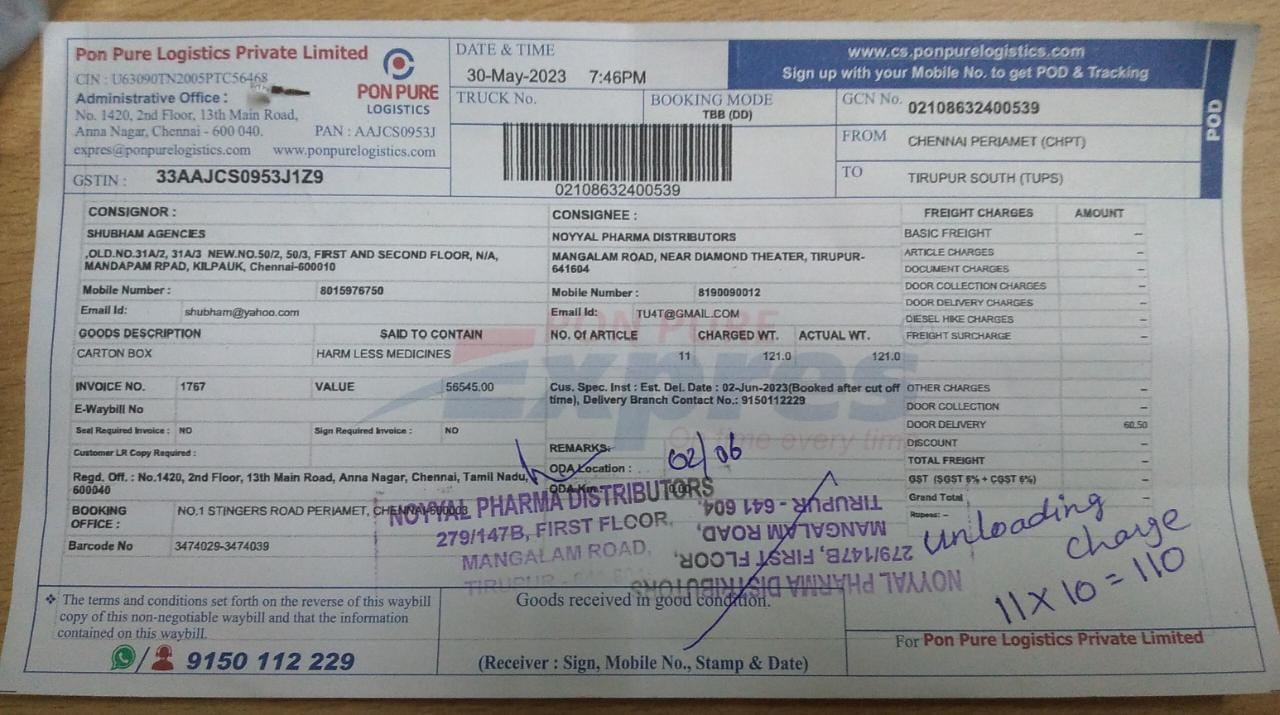 Pon Pure Logistics Private Limited
CIN : U63090TN2005PTC56468
Administrative Office :
No. 1420, 2nd Floor, 13th Main Road,
Anna Nagar, Chennai - 600 040. PAN : AAJCS0953J
expres@ponpurelogistics.com www.ponpurelogistics.com
GSTIN : 33AAJCS0953J1Z9
PON PURE
LOGISTICS
DATE & TIME
30-May-2023 7:46PM
TRUCK No.
BOOKING MODE
TBB (DD)
02108632400539
www.cs.ponpurelogistics.com
Sign up with your Mobile No. to get POD & Tracking
GCN No. 02108632400539
FROM CHENNAI PERIAMET (CHPT)
TO TIRUPUR SOUTH (TUPS)
POD
CONSIGNOR :
SHUBHAM AGENCIES
,OLD.NO.31A/2, 31A/3 NEW.NO.50/2, 50/3, FIRST AND SECOND FLOOR, N/A,
MANDAPAM RPAD, KILPAUK, Chennai-600010
Mobile Number : 8015976750
Email Id: shubham@yahoo.com
CONSIGNEE :
NOYYAL PHARMA DISTRIBUTORS
MANGALAM ROAD, NEAR DIAMOND THEATER, TIRUPUR-
641604
Mobile Number : 8190090012
Email Id: TU4T@GMAIL.COM
GOODS DESCRIPTION SAID TO CONTAIN NO. Of ARTICLE CHARGED WT. ACTUAL WT.
CARTON BOX HARM LESS MEDICINES 11 121.0 121.0
INVOICE NO. 1767 VALUE 56545.00
E-Waybill No
Seal Required Invoice : NO Sign Required Invoice : NO
Customer LR Copy Required :
Cus. Spec. Inst : Est. Del. Date : 02-Jun-2023(Booked after cut off
time), Delivery Branch Contact No.: 9150112229
REMARKS:
ODA Location :
ODA Km : 0.00
02/06
PON PURE
Expres
On time every time
Regd. Off. : No.1420, 2nd Floor, 13th Main Road, Anna Nagar, Chennai, Tamil Nadu,
600040
BOOKING OFFICE : NO.1 STINGERS ROAD PERIAMET, CHENNAI-600003
Barcode No 3474029-3474039
FREIGHT CHARGES AMOUNT
BASIC FREIGHT –
ARTICLE CHARGES –
DOCUMENT CHARGES –
DOOR COLLECTION CHARGES –
DOOR DELIVERY CHARGES –
DIESEL HIKE CHARGES –
FREIGHT SURCHARGE –
OTHER CHARGES –
DOOR COLLECTION –
DOOR DELIVERY 60.50
DISCOUNT –
TOTAL FREIGHT –
GST (SGST 6% + CGST 6%) –
Grand Total
Rupees: –
NOYYAL PHARMA DISTRIBUTORS
279/147B, FIRST FLOOR,
MANGALAM ROAD,
TIRUPUR - 641 604
NOYYAL PHARMA DISTRIBUTORS
279/147B, FIRST FLOOR,
MANGALAM ROAD,
TIRUPUR - 641 604,
unloading
charge
11 X 10 = 110
The terms and conditions set forth on the reverse of this waybill
copy of this non-negotiable waybill and that the information
contained on this waybill.
9150 112 229
Goods received in good condition.
(Receiver : Sign, Mobile No., Stamp & Date)
For Pon Pure Logistics Private Limited